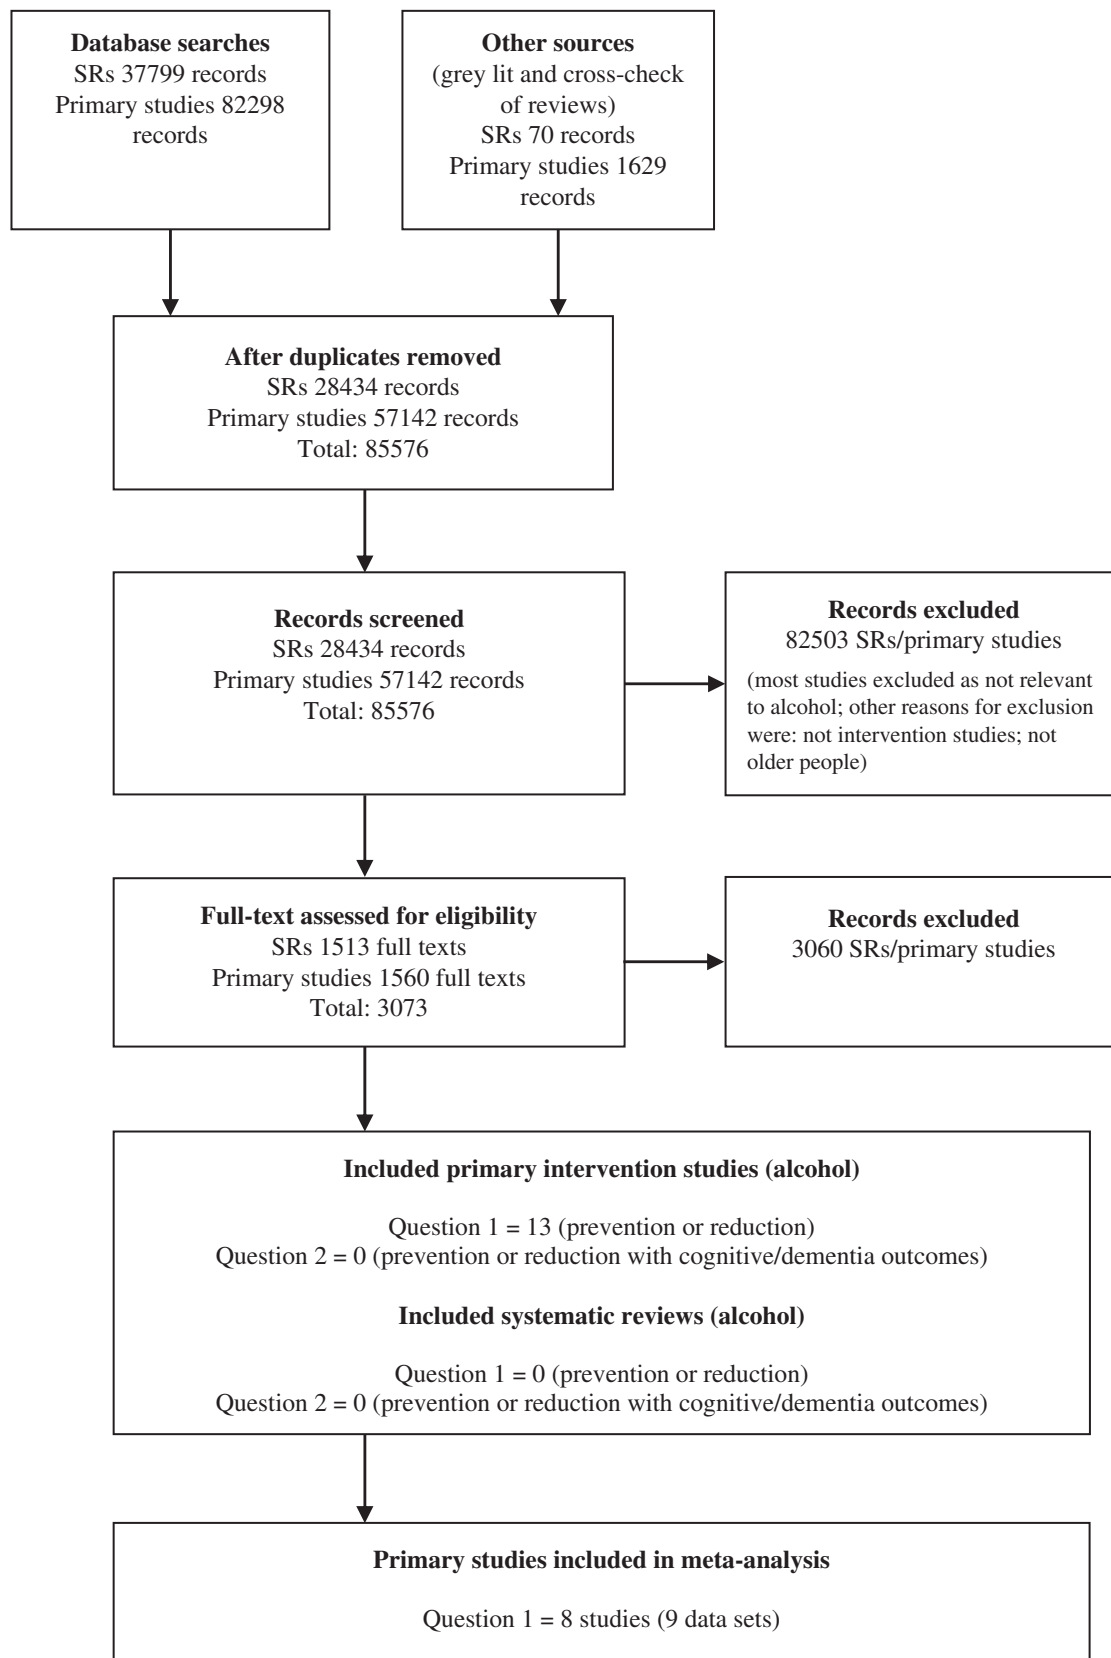 Database searches
SRs 37799 records
Primary studies 82298
records
Other sources
(grey lit and cross-check
of reviews)
SRs 70 records
Primary studies 1629
records
After duplicates removed
SRs 28434 records
Primary studies 57142 records
Total: 85576
Records screened
SRs 28434 records
Primary studies 57142 records
Total: 85576
Records excluded
82503 SRs/primary studies
(most studies excluded as not relevant
to alcohol; other reasons for exclusion
were: not intervention studies; not
older people)
Full-text assessed for eligibility
SRs 1513 full texts
Primary studies 1560 full texts
Total: 3073
Records excluded
3060 SRs/primary studies
Included primary intervention studies (alcohol)
Question 1 = 13 (prevention or reduction)
Question 2 = 0 (prevention or reduction with cognitive/dementia outcomes)
Included systematic reviews (alcohol)
Question 1 = 0 (prevention or reduction)
Question 2 = 0 (prevention or reduction with cognitive/dementia outcomes)
Primary studies included in meta-analysis
Question 1 = 8 studies (9 data sets)